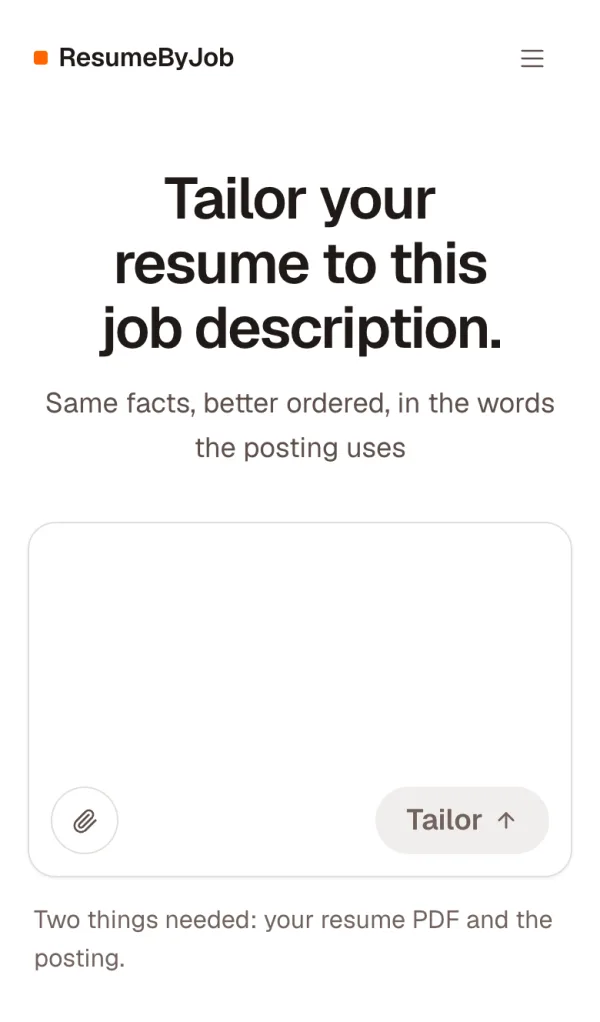 ResumeByJob
Tailor your
resume to this
job description.
Same facts, better ordered, in the words
the posting uses
Tailor ↑
Two things needed: your resume PDF and the
posting.